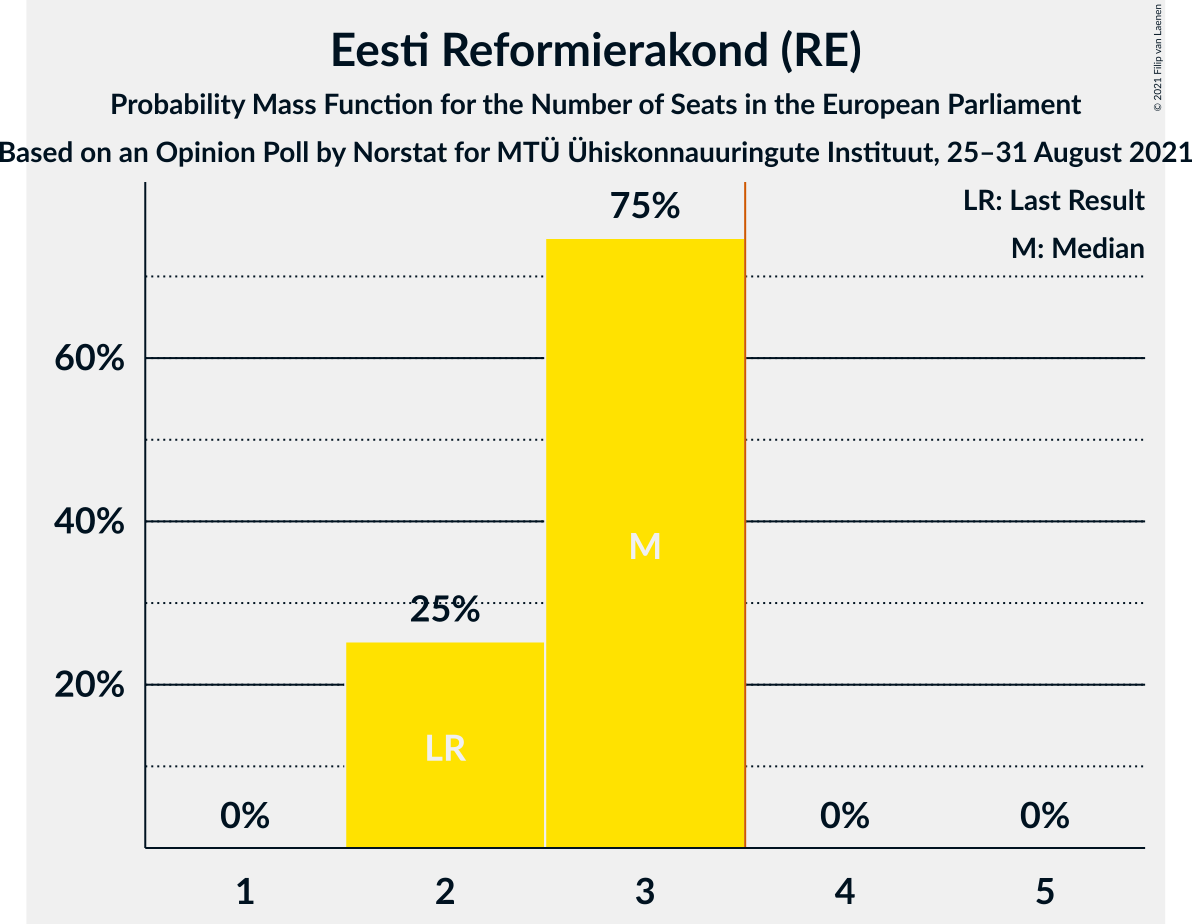 Eesti Reformierakond (RE)
Probability Mass Function for the Number of Seats in the European Parliament
Based on an Opinion Poll by Norstat for MTÜ Ühiskonnauuringute Instituut, 25–31 August 2021
© 2021 Filip van Laenen
LR: Last Result
M: Median
75%
60%
40%
M
25%
20%
LR
0%
0%
0%
1
2
3
4
5